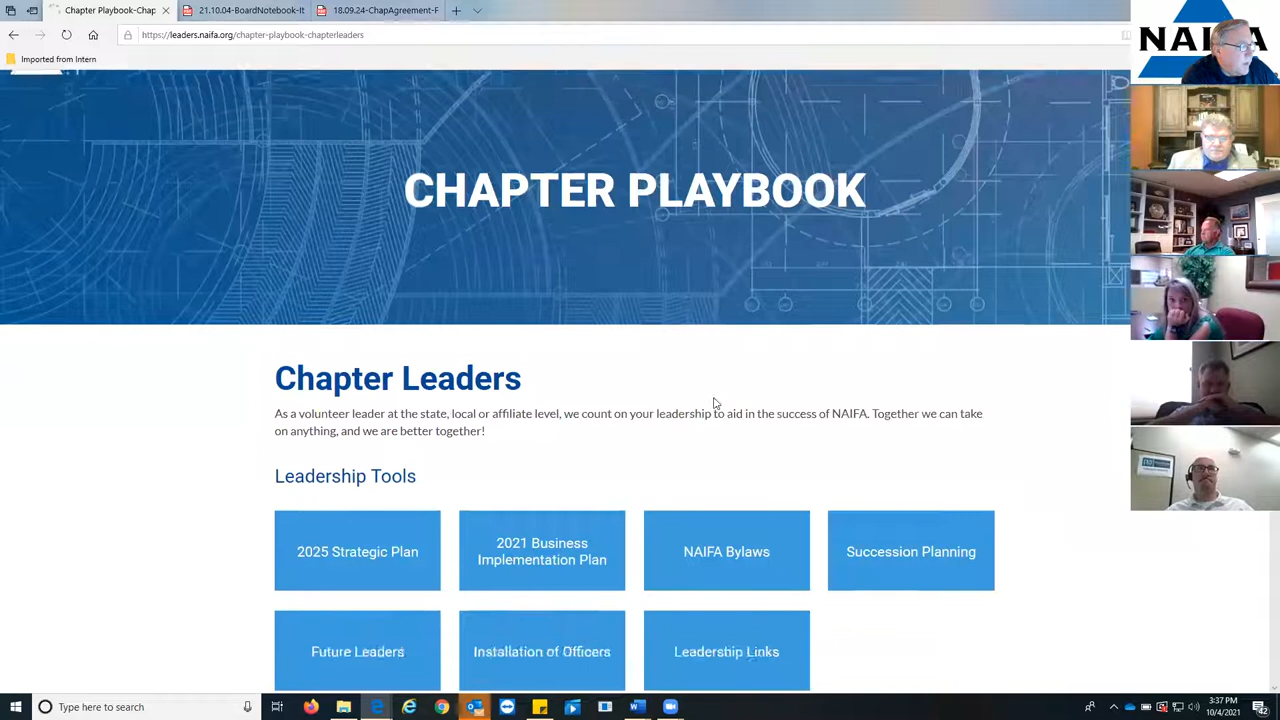 Chapter Playbook-Chap
21.10.04-BoardNotebook-It
18.09.24-ChapAgreement-F
https://leaders.naifa.org/chapter-playbook-chapterleaders
Imported from Intern
NAIFA
CHAPTER PLAYBOOK
Chapter Leaders
As a volunteer leader at the state, local or affiliate level, we count on your leadership to aid in the success of NAIFA. Together we can take
on anything, and we are better together!
Leadership Tools
2025 Strategic Plan
2021 Business
Implementation Plan
NAIFA Bylaws
Succession Planning
Future Leaders
Installation of Officers
Leadership Links
Type here to search
3:37 PM
10/4/2021
42